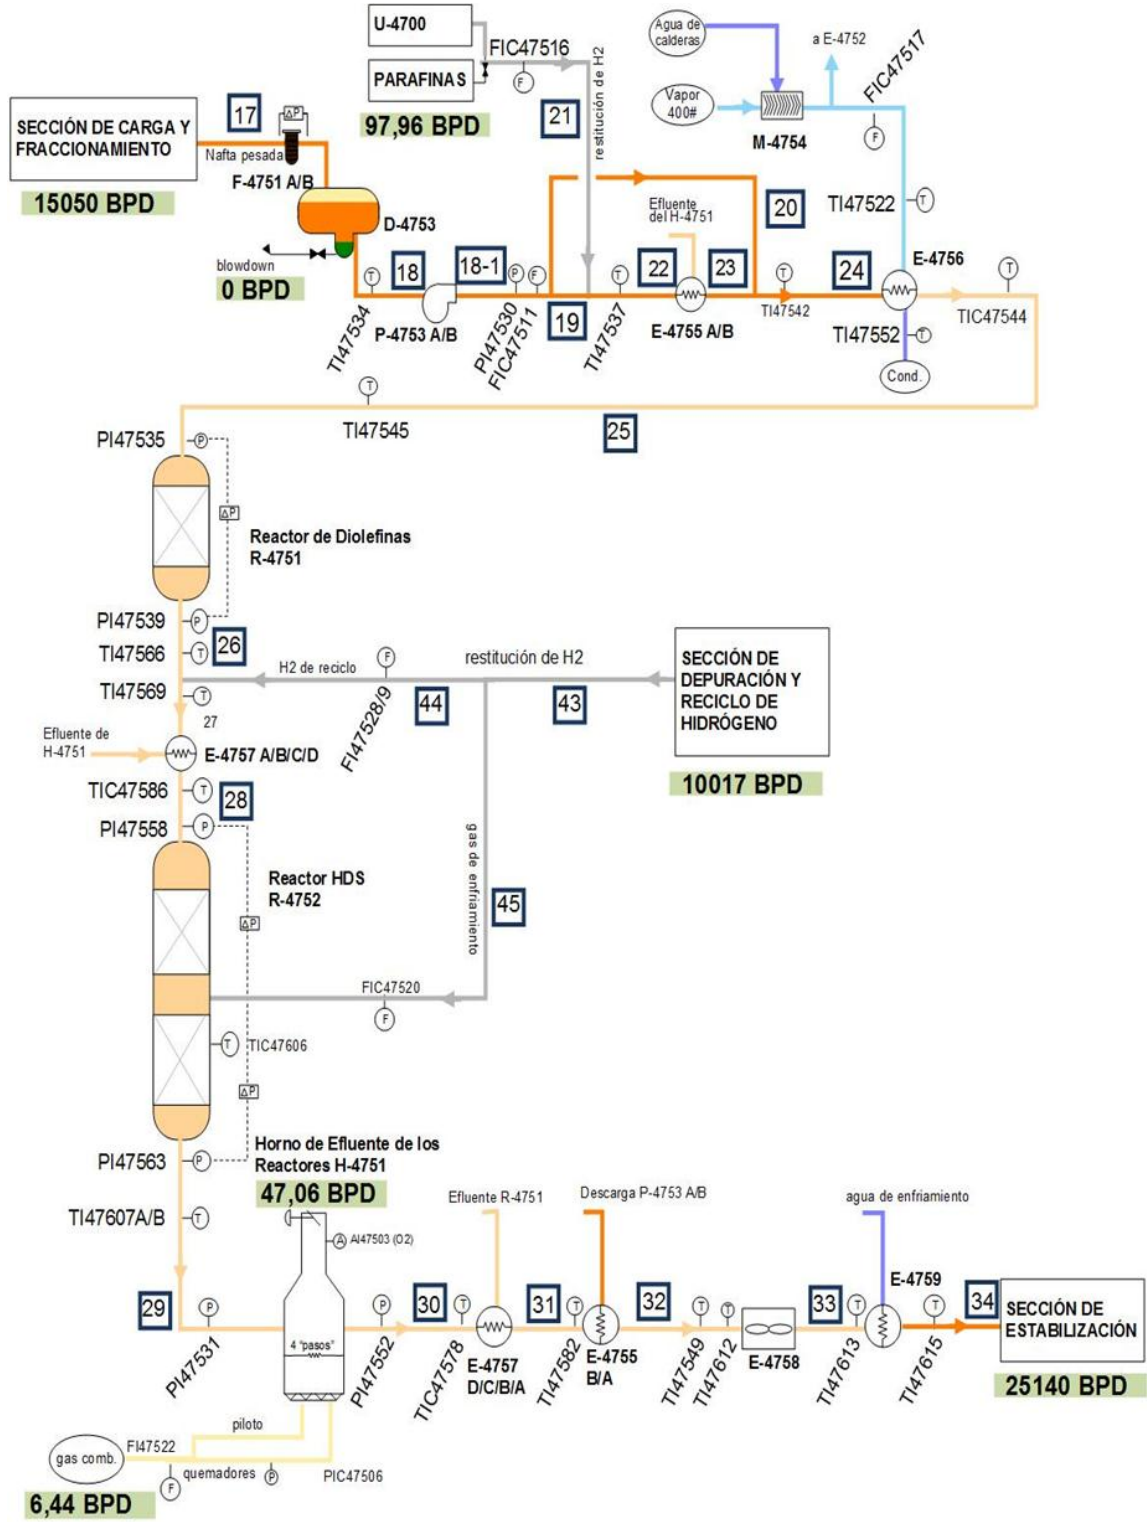 U-4700
PARAFINAS
97,96 BPD
FIC47516
F
21
restitución de H2
Agua de
calderas
Vapor
400#
M-4754
a E-4752
FIC47517
F
TI47522
T
SECCIÓN DE CARGA Y
FRACCIONAMIENTO
15050 BPD
17
Nafta pesada
ΔP
F-4751 A/B
D-4753
blowdown
0 BPD
T
TI47534
18
P-4753 A/B
18-1
P
F
PI47530
FIC47511
19
T
TI47537
Efluente
del H-4751
22
23
E-4755 A/B
20
T
TI47542
24
E-4756
TI47552
T
Cond.
T
TIC47544
T
TI47545
25
PI47535
P
ΔP
Reactor de Diolefinas
R-4751
PI47539
P
26
TI47566
T
TI47569
T
27
H2 de reciclo
F
FI47528/9
44
restitución de H2
43
SECCIÓN DE
DEPURACIÓN Y
RECICLO DE
HIDRÓGENO
10017 BPD
Efluente de
H-4751
E-4757 A/B/C/D
TIC47586
T
28
PI47558
P
Reactor HDS
R-4752
ΔP
gas de enfriamiento
45
FIC47520
F
T
TIC47606
ΔP
PI47563
P
TI47607A/B
T
Horno de Efluente de los
Reactores H-4751
47,06 BPD
A
AI47503 (O2)
4 "pasos"
29
P
PI47531
P
PI47552
30
T
TIC47578
Efluente R-4751
E-4757
D/C/B/A
31
T
TI47582
Descarga P-4753 A/B
E-4755
B/A
32
T
TI47549
T
TI47612
E-4758
33
T
TI47613
agua de enfriamiento
E-4759
T
TI47615
34
SECCIÓN DE
ESTABILIZACIÓN
25140 BPD
gas comb.
FI47522
F
piloto
quemadores
P
PIC47506
6,44 BPD